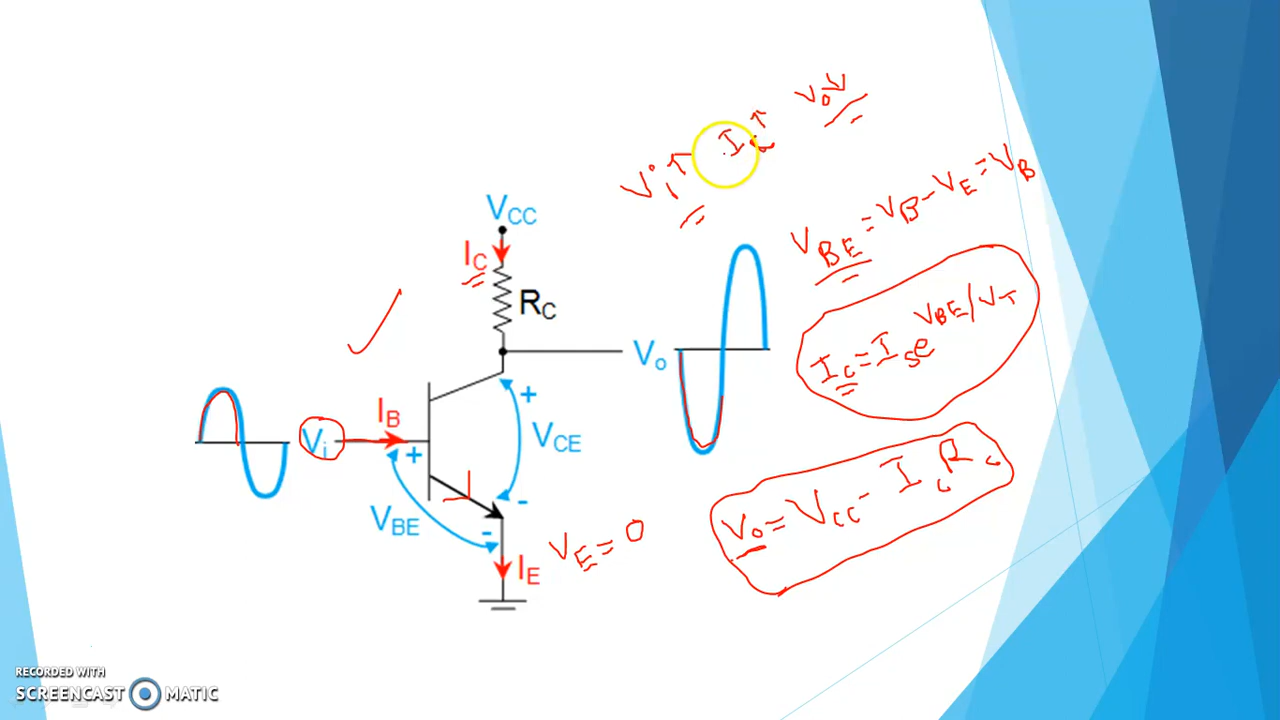 Vi↑ Ic↑ Vo↓
VBE = VB - VE = VB
VCC
IC
RC
Ic = Ise^VBE/VT
Vo
IB
Vi
+
+
VCE
VBE
-
-
Vo = Vcc - IcRc
VE = 0
IE
RECORDED WITH
SCREENCAST MATIC